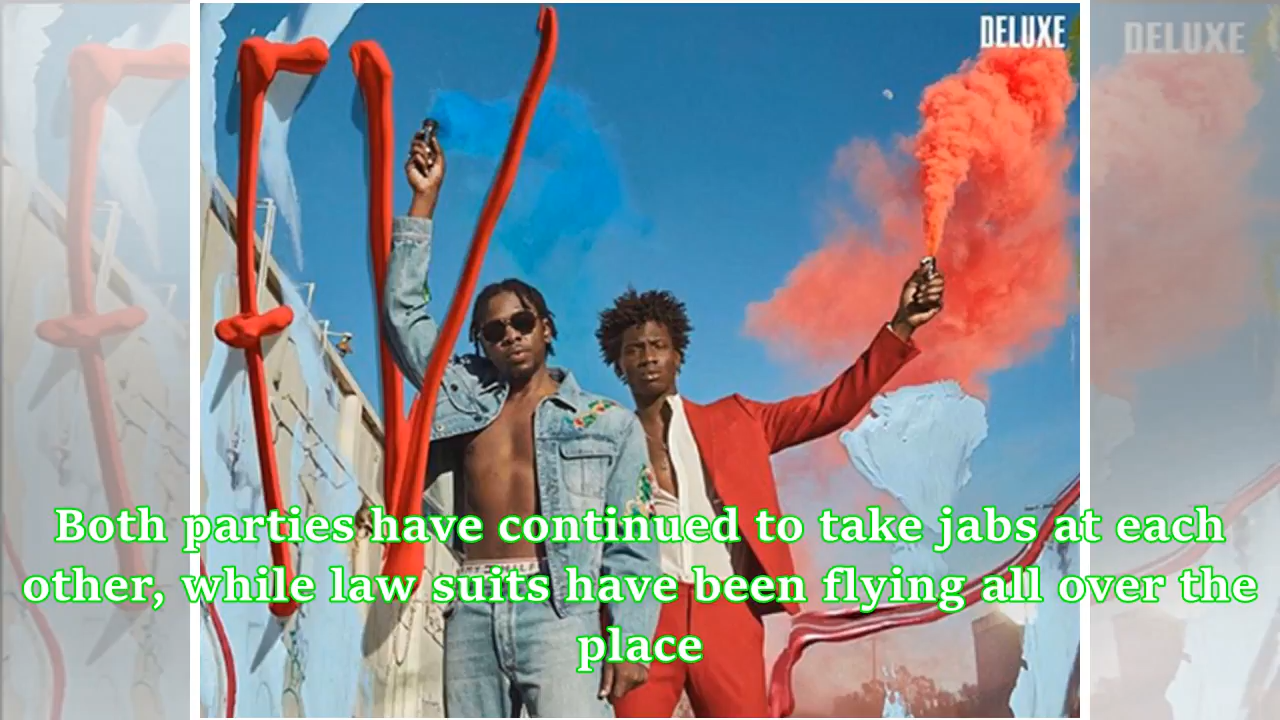 DELUXE
DELUXE
Both parties have continued to take jabs at each
other, while law suits have been flying all over the
place